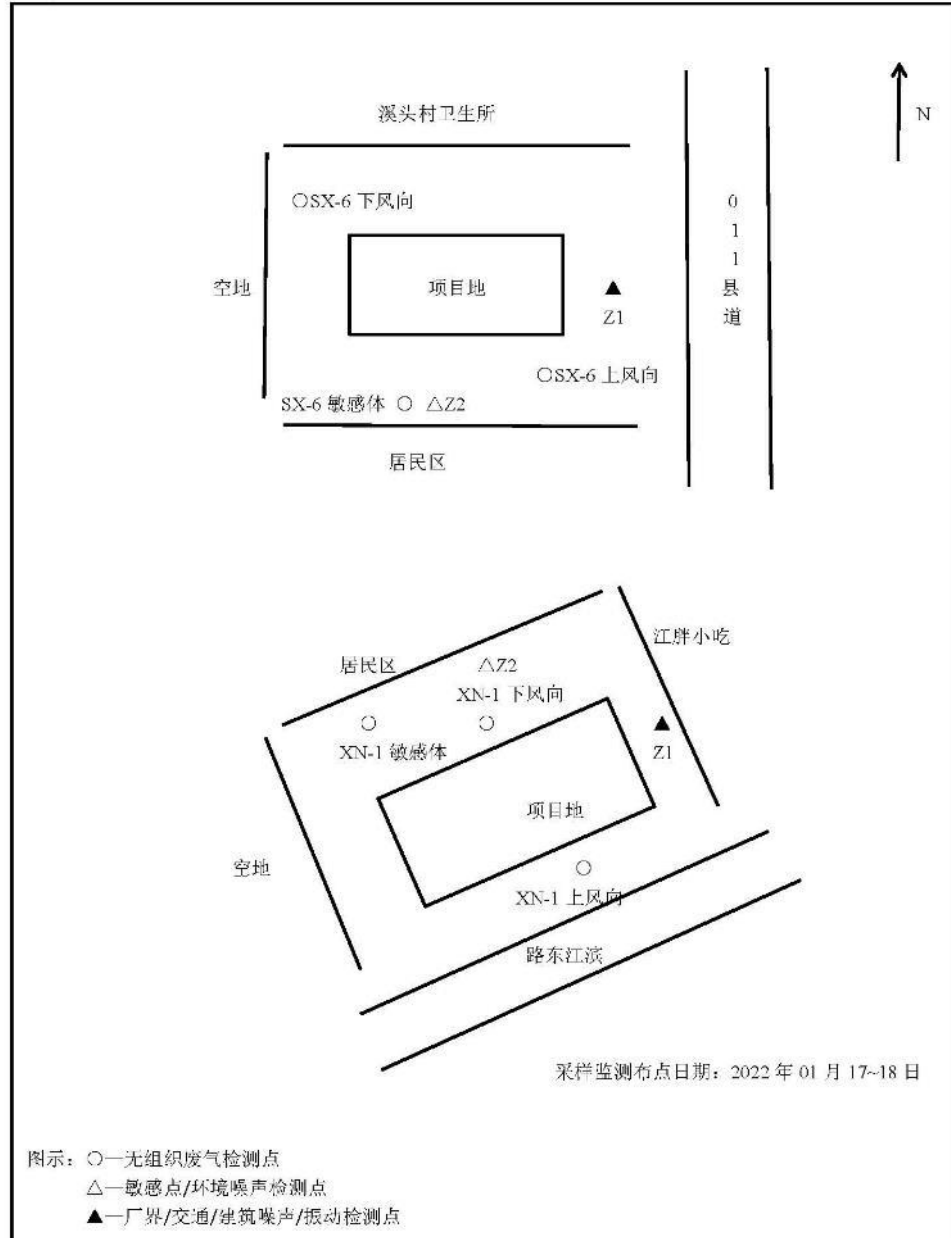 溪头村卫生所
N
○SX-6 下风向
011县道
空地
项目地
▲
Z1
○SX-6 上风向
SX-6 敏感体 ○ △Z2
居民区
江胖小吃
居民区
△Z2
XN-1 下风向
XN-1 敏感体
Z1
项目地
空地
XN-1 上风向
路东江滨
采样监测布点日期：2022 年 01 月 17~18 日
图示：○—无组织废气检测点
△—敏感点/环境噪声检测点
▲—厂界/交通/建筑噪声/振动检测点